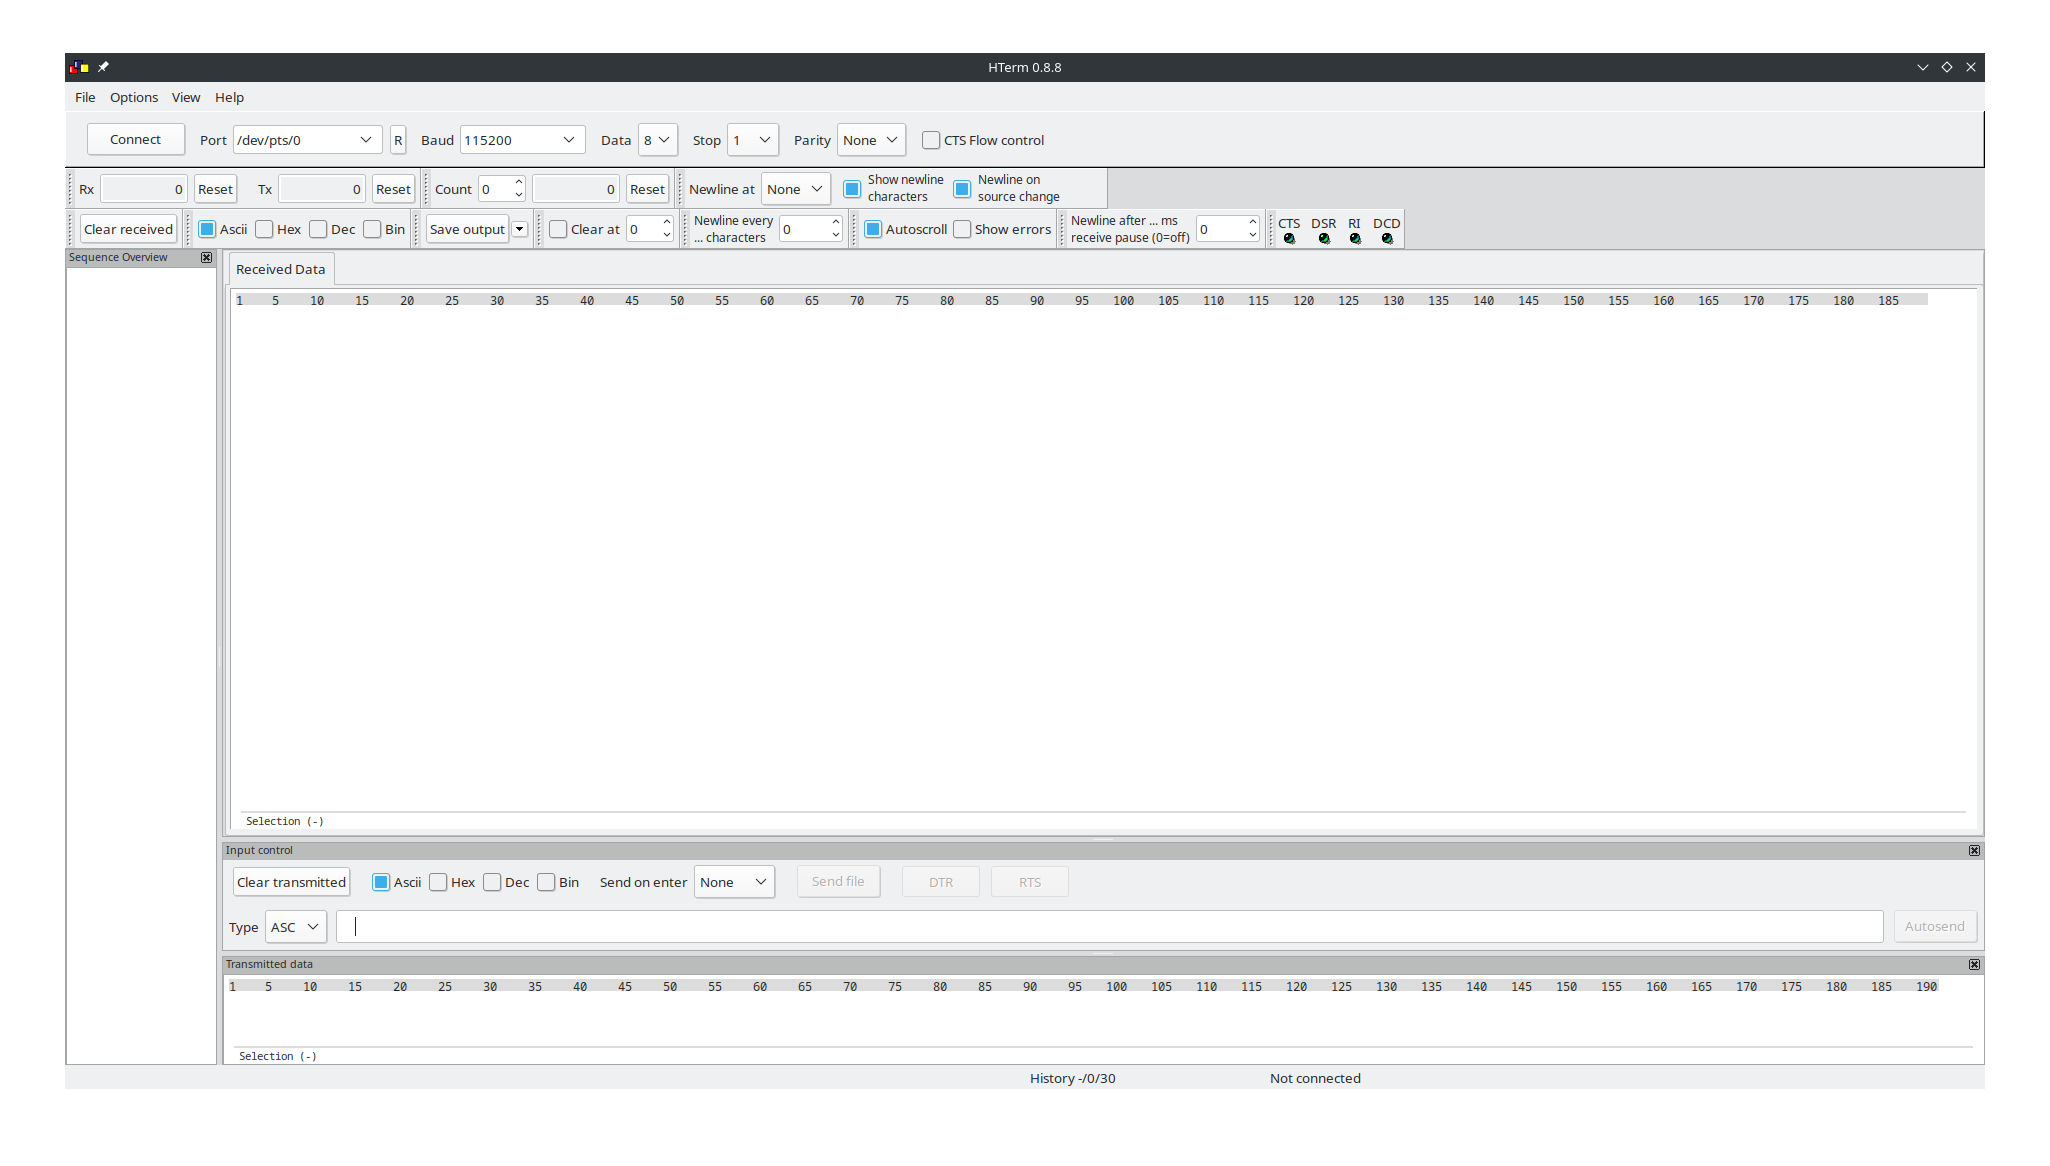 HTerm 0.8.8
File Options View Help
Connect Port /dev/pts/0 R Baud 115200 Data 8 Stop 1 Parity None CTS Flow control
Rx 0 Reset Tx 0 Reset Count 0 0 Reset Newline at None Show newline characters Newline on source change
Clear received Ascii Hex Dec Bin Save output Clear at 0 Newline every ... characters 0 Autoscroll Show errors Newline after ... ms receive pause (0=off) 0 CTS DSR RI DCD
Sequence Overview
Received Data
1 5 10 15 20 25 30 35 40 45 50 55 60 65 70 75 80 85 90 95 100 105 110 115 120 125 130 135 140 145 150 155 160 165 170 175 180 185
Selection (-)
Input control
Clear transmitted Ascii Hex Dec Bin Send on enter None Send file DTR RTS
Type ASC Autosend
Transmitted data
1 5 10 15 20 25 30 35 40 45 50 55 60 65 70 75 80 85 90 95 100 105 110 115 120 125 130 135 140 145 150 155 160 165 170 175 180 185 190
Selection (-)
History -/0/30 Not connected